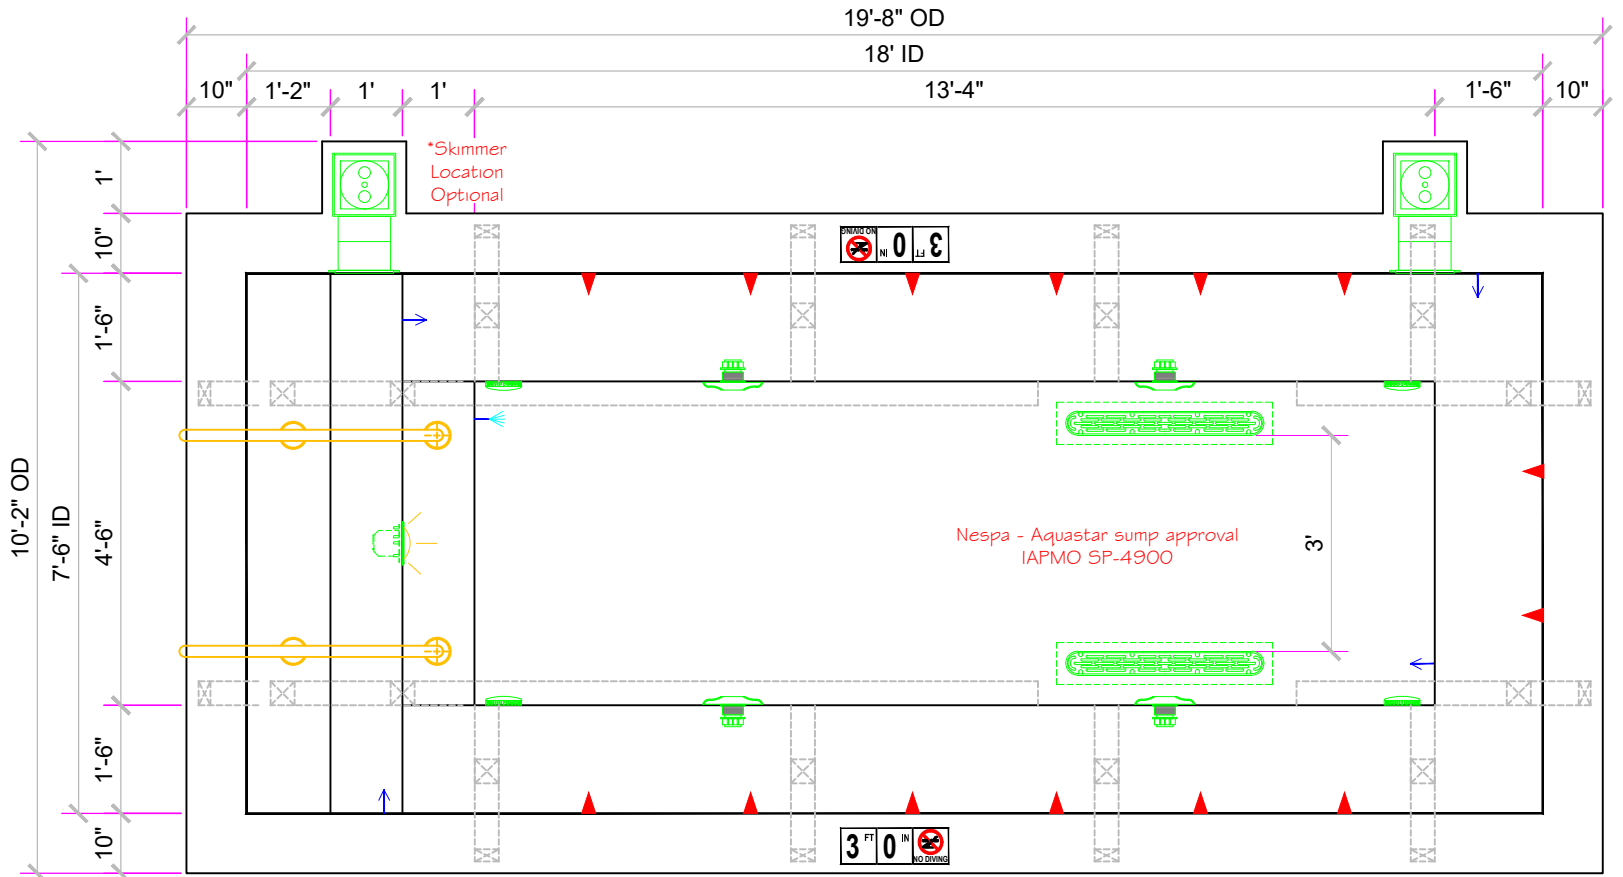 19'-8" OD
18' ID
10"
1'-2"
1'
1'
13'-4"
1'-6"
10"
*Skimmer
Location
Optional
1'
10"
1'-6"
4'-6"
1'-6"
10"
10'-2" OD
7'-6" ID
3 FT 0 IN NO DIVING
Nespa - Aquastar sump approval
IAPMO SP-4900
3'
3 FT 0 IN NO DIVING